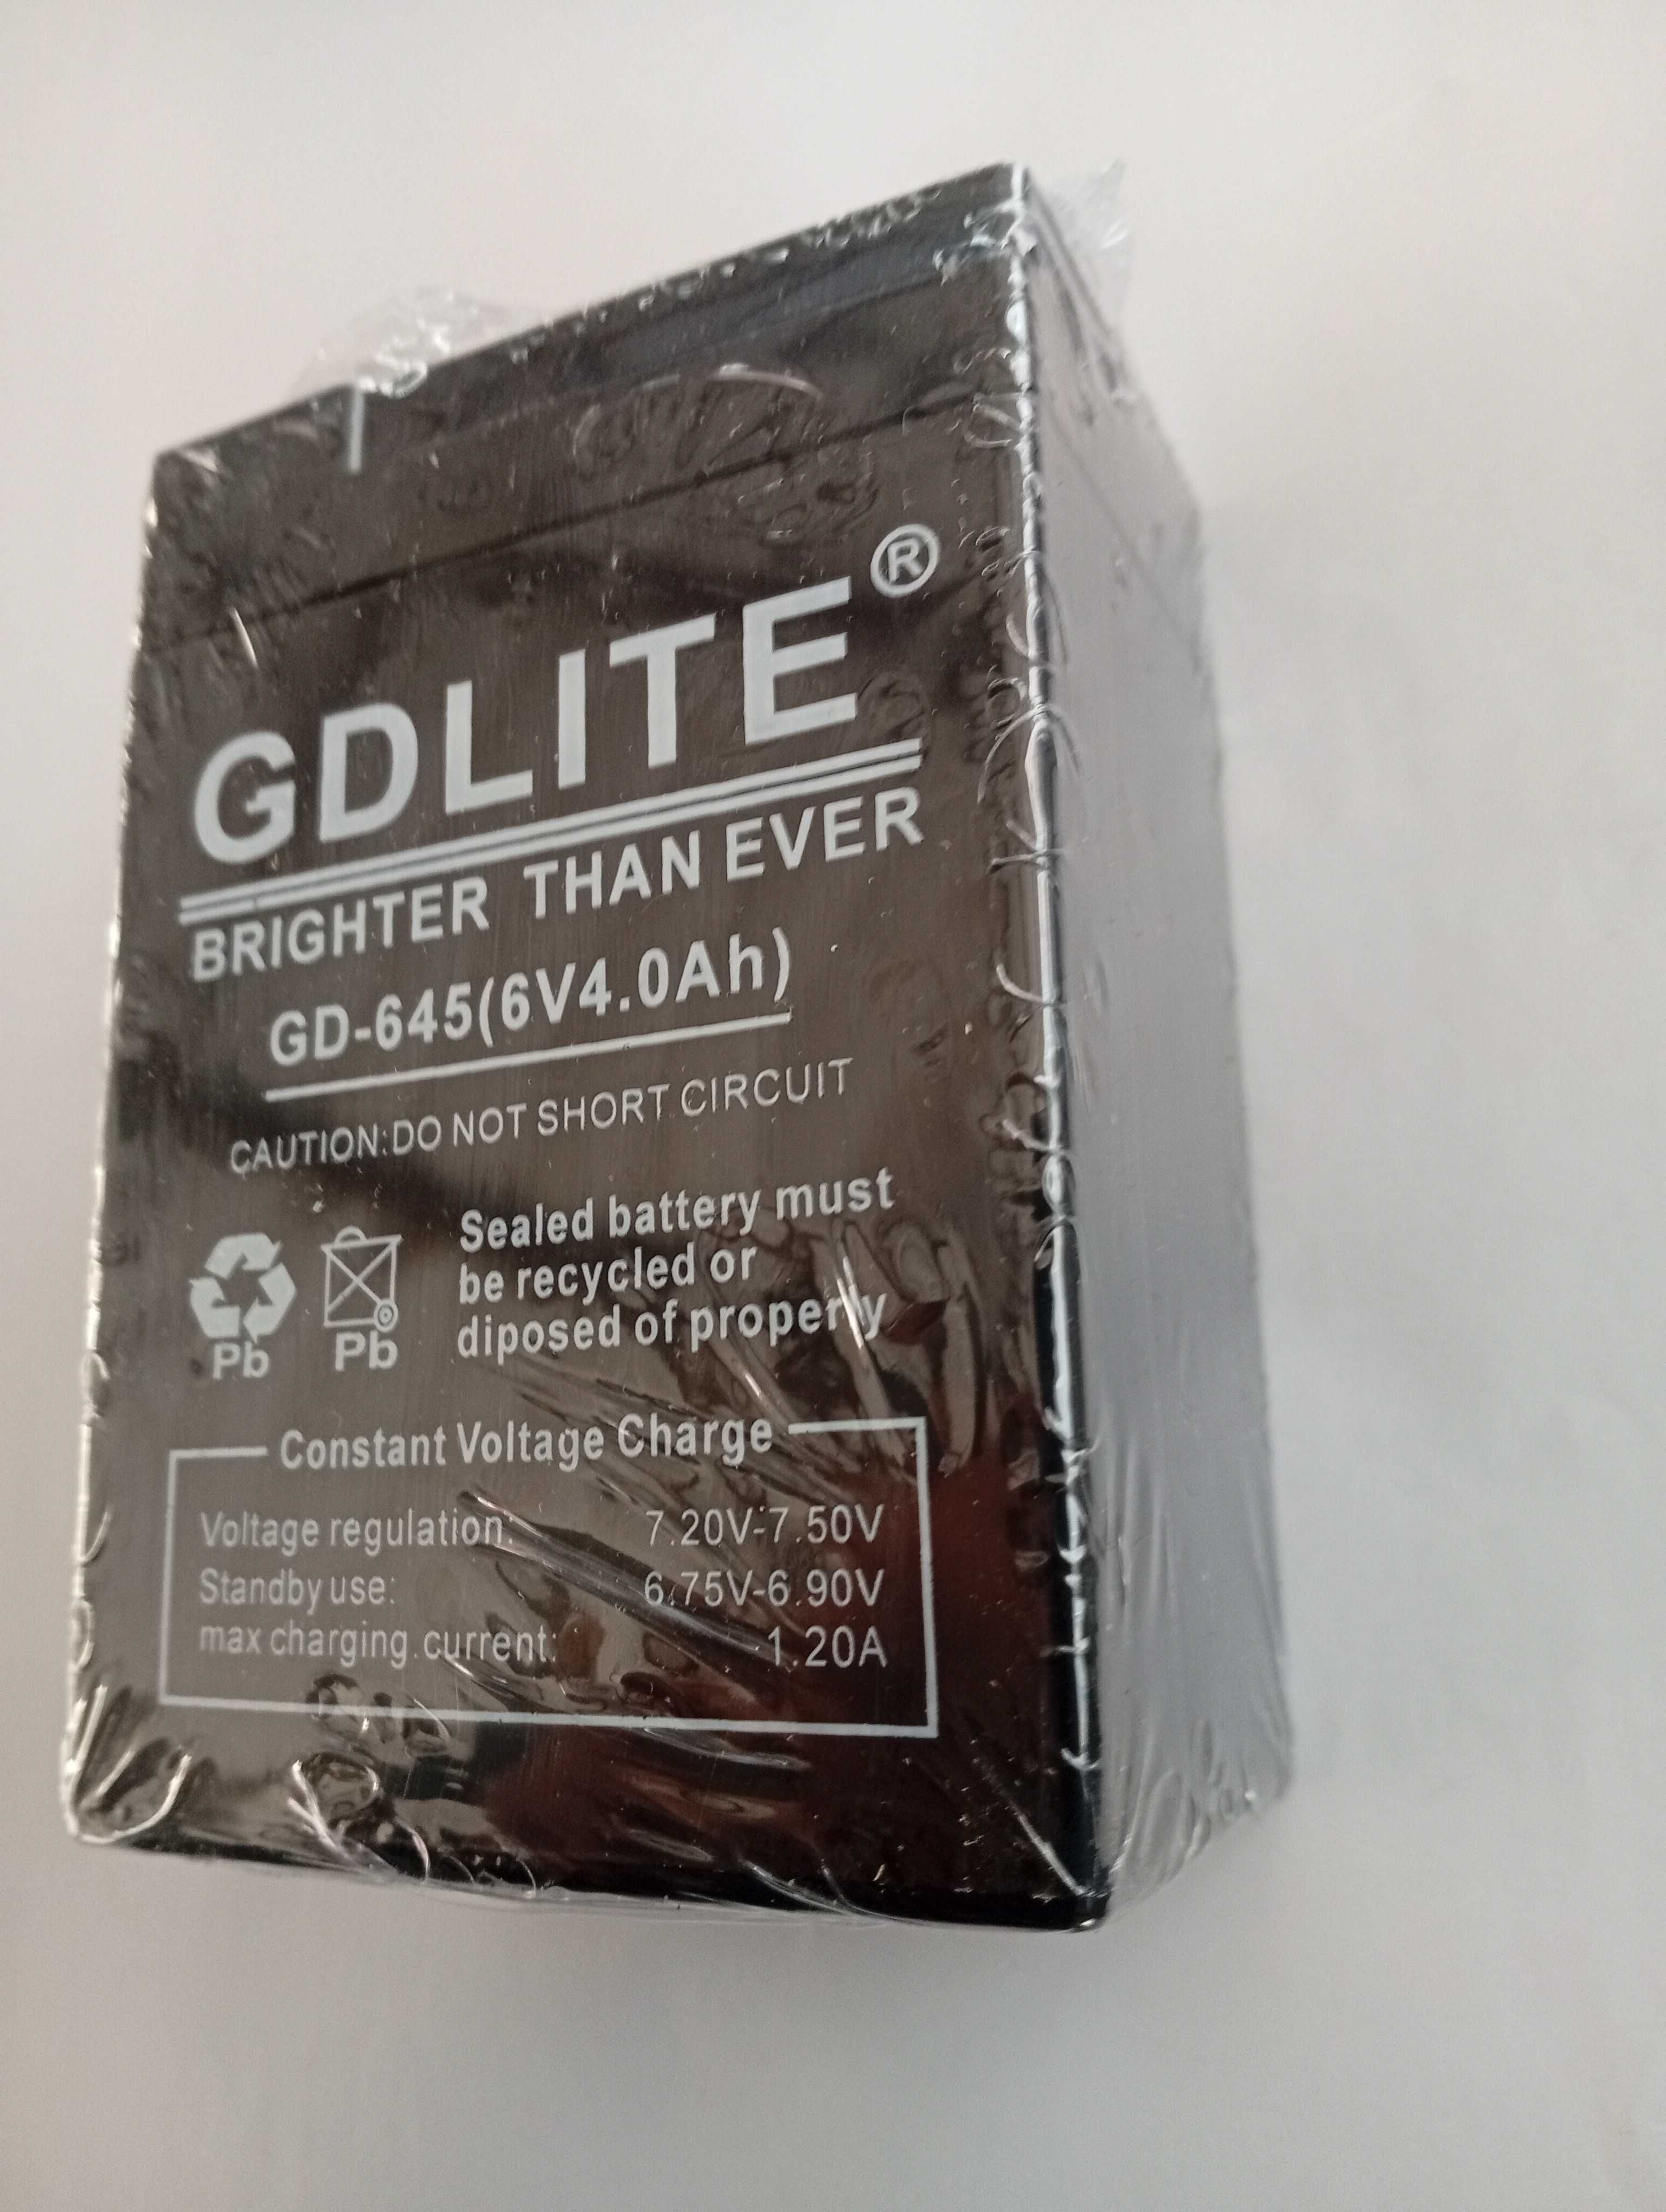 GDLITE®
BRIGHTER THAN EVER
GD-645(6V4.0Ah)
CAUTION:DO NOT SHORT CIRCUIT
Sealed battery must
be recycled or
diposed of properly
Pb Pb
Constant Voltage Charge
Voltage regulation: 7.20V-7.50V
Standby use: 6.75V-6.90V
max charging current: 1.20A